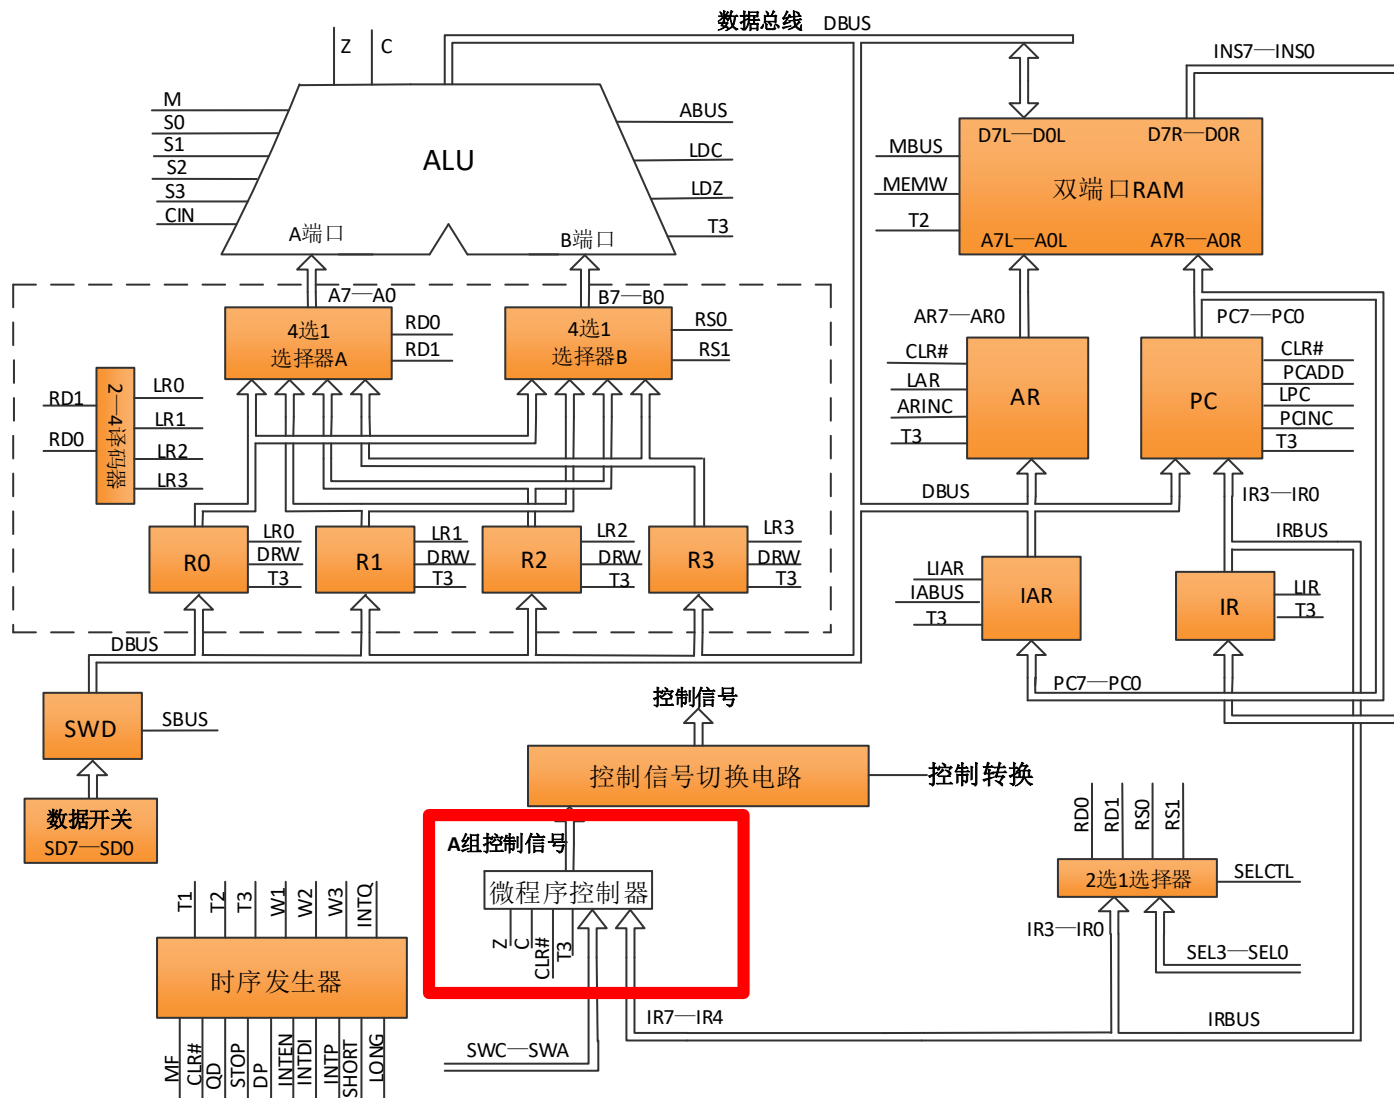 数据总线 DBUS
Z
C
INS7—INS0
M
S0
S1
S2
S3
CIN
ALU
ABUS
LDC
LDZ
T3
A端口
B端口
MBUS
MEMW
T2
D7L—D0L
D7R—D0R
双端口RAM
A7L—A0L
A7R—A0R
A7—A0
B7—B0
4选1
选择器A
RD0
RD1
4选1
选择器B
RS0
RS1
RD1
RD0
2—4译码器
LR0
LR1
LR2
LR3
AR7—AR0
PC7—PC0
CLR#
LAR
ARINC
T3
AR
PC
CLR#
PCADD
LPC
PCINC
T3
DBUS
IR3—IR0
IRBUS
R0
LR0
DRW
T3
R1
LR1
DRW
T3
R2
LR2
DRW
T3
R3
LR3
DRW
T3
LIAR
IABUS
T3
IAR
IR
LIR
T3
DBUS
PC7—PC0
SWD
SBUS
数据开关
SD7—SD0
控制信号
控制信号切换电路
控制转换
A组控制信号
微程序控制器
Z
C
CLR#
T3
RD0
RD1
RS0
RS1
2选1选择器
SELCTL
IR3—IR0
SEL3—SEL0
IR7—IR4
IRBUS
SWC—SWA
T1
T2
T3
W1
W2
W3
INTQ
时序发生器
MF
CLR#
QD
STOP
DP
INTEN
INTDI
INTP
SHORT
LONG